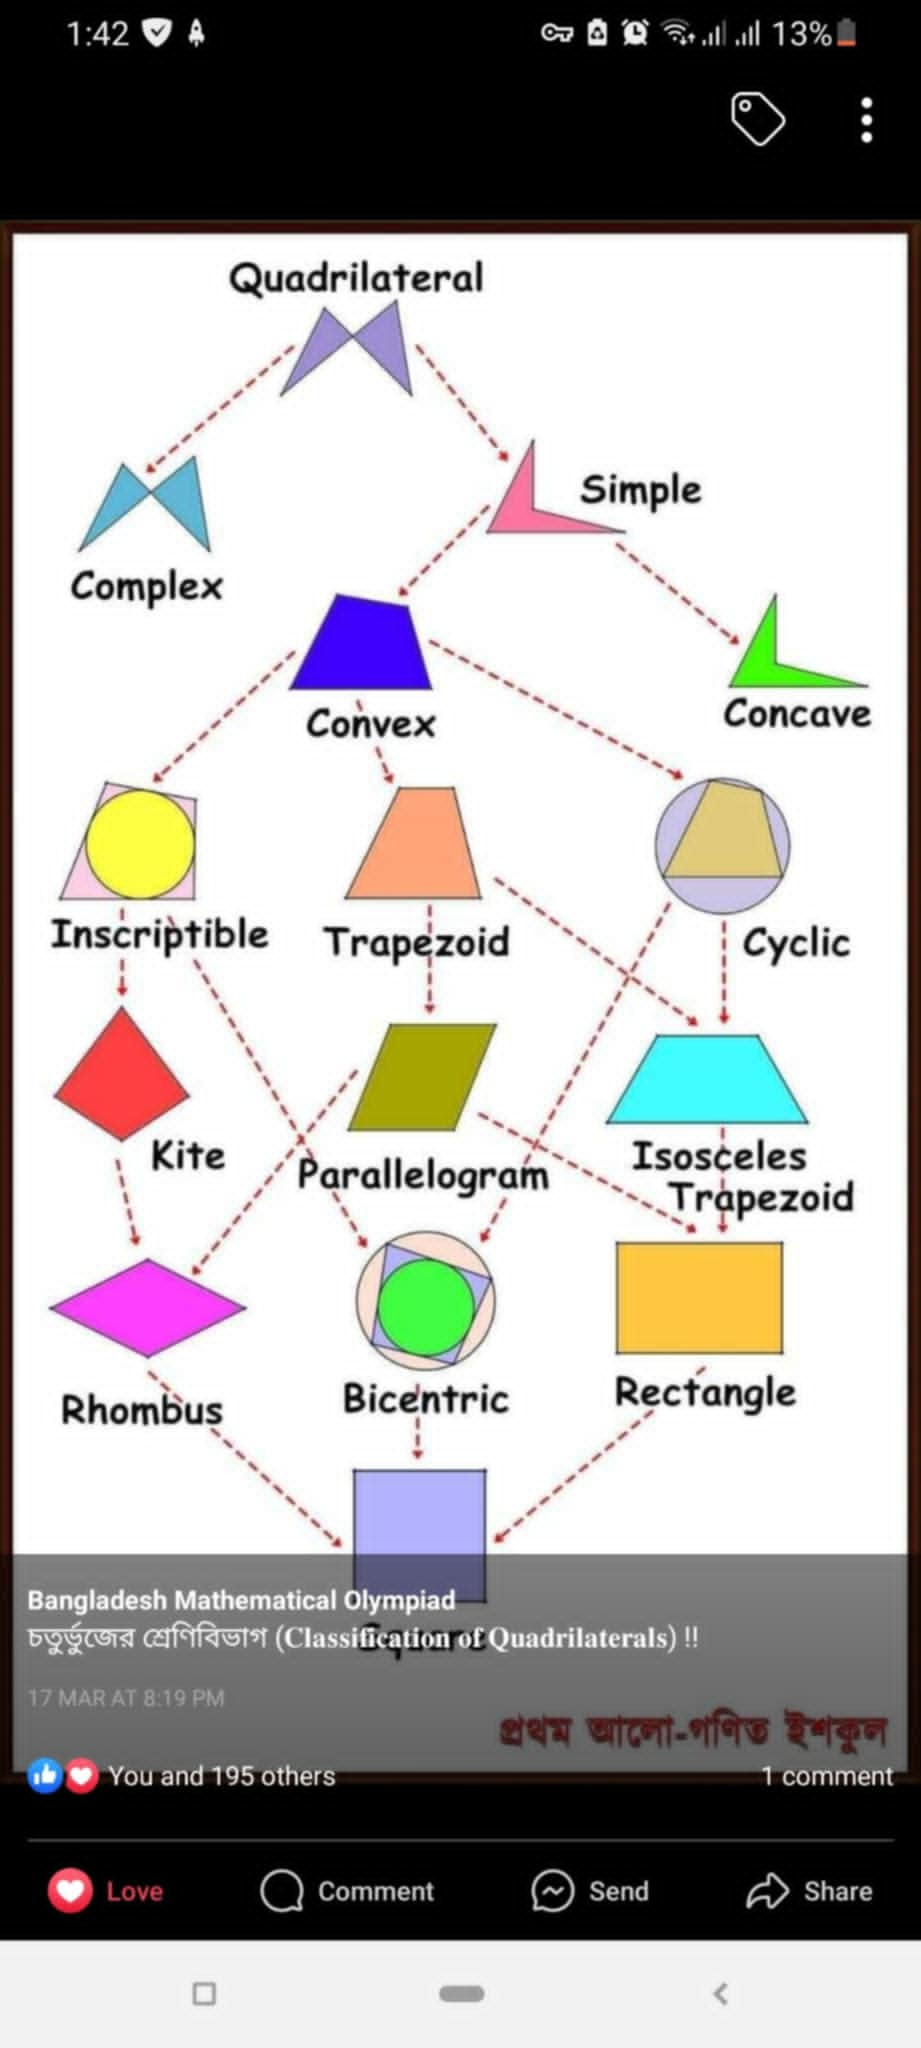 1:42
13%
Quadrilateral
Simple
Complex
Convex
Concave
Inscriptible
Trapezoid
Cyclic
Kite
Parallelogram
Isosceles
Trapezoid
Rhombus
Bicentric
Rectangle
Square
Bangladesh Mathematical Olympiad
চতুর্ভুজের শ্রেণিবিভাগ (Classification of Quadrilaterals) !!
17 MAR AT 8:19 PM
প্রথম আলো-গণিত ইশকুল
You and 195 others
1 comment
Love
Comment
Send
Share